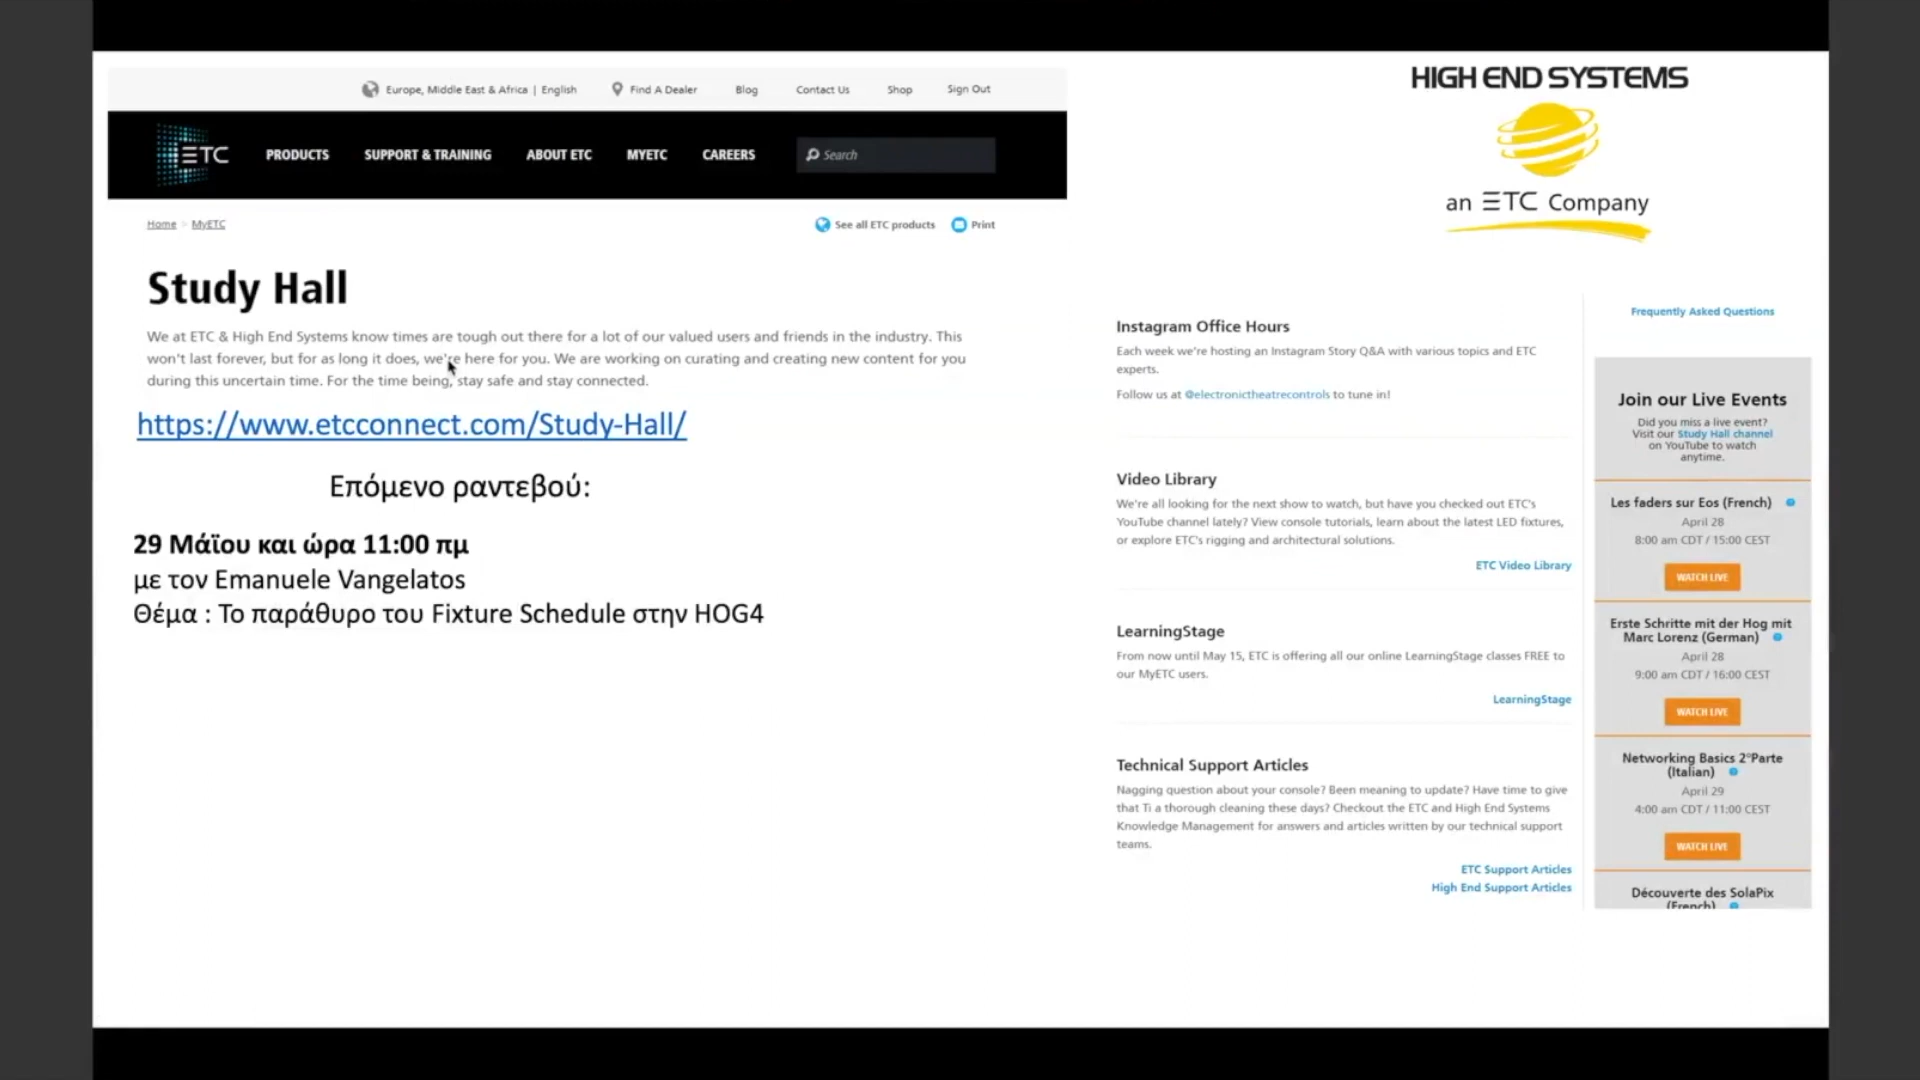 Europe, Middle East & Africa | English
Find A Dealer
Blog
Contact Us
Shop
Sign Out
ETC
PRODUCTS
SUPPORT & TRAINING
ABOUT ETC
MYETC
CAREERS
Search
Home > MyETC
See all ETC products
Print
Study Hall
We at ETC & High End Systems know times are tough out there for a lot of our valued users and friends in the industry. This
won't last forever, but for as long it does, we're here for you. We are working on curating and creating new content for you
during this uncertain time. For the time being, stay safe and stay connected.
https://www.etcconnect.com/Study-Hall/
Επόμενο ραντεβού:
29 Μάϊου και ώρα 11:00 πμ
με τον Emanuele Vangelatos
Θέμα : Το παράθυρο του Fixture Schedule στην HOG4
HIGH END SYSTEMS
an ETC Company
Instagram Office Hours
Each week we're hosting an Instagram Story Q&A with various topics and ETC
experts.
Follow us at @electronictheatrecontrols to tune in!
Video Library
We're all looking for the next show to watch, but have you checked out ETC's
YouTube channel lately? View console tutorials, learn about the latest LED fixtures,
or explore ETC's rigging and architectural solutions.
ETC Video Library
LearningStage
From now until May 15, ETC is offering all our online LearningStage classes FREE to
our MyETC users.
LearningStage
Technical Support Articles
Nagging question about your console? Been meaning to update? Have time to give
that Ti a thorough cleaning these days? Checkout the ETC and High End Systems
Knowledge Management for answers and articles written by our technical support
teams.
ETC Support Articles
High End Support Articles
Frequently Asked Questions
Join our Live Events
Did you miss a live event?
Visit our Study Hall channel
on YouTube to watch
anytime.
Les faders sur Eos (French)
April 28
8:00 am CDT / 15:00 CEST
WATCH LIVE
Erste Schritte mit der Hog mit
Marc Lorenz (German)
April 28
9:00 am CDT / 16:00 CEST
WATCH LIVE
Networking Basics 2°Parte
(Italian)
April 29
4:00 am CDT / 11:00 CEST
WATCH LIVE
Découverte des SolaPix
(French)